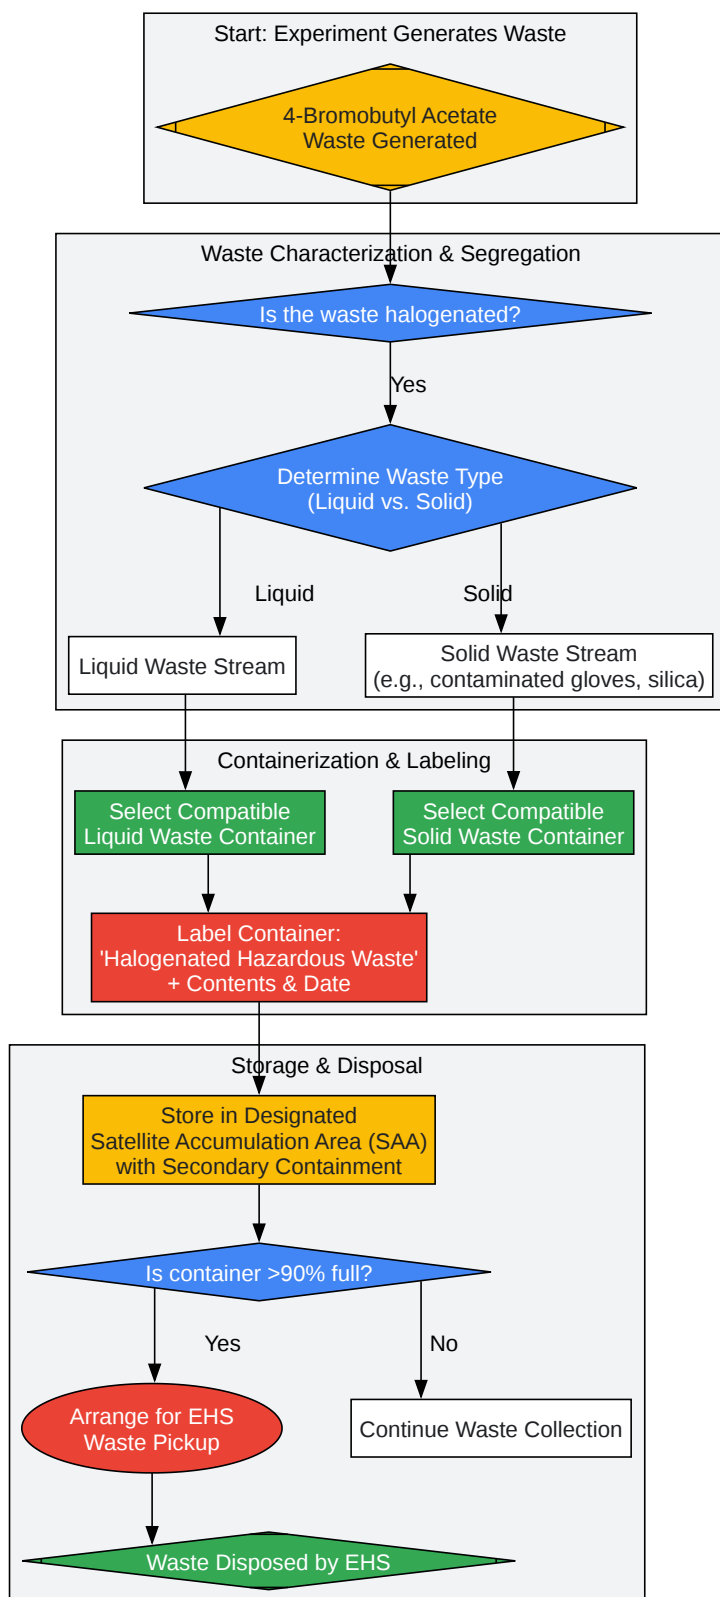 Start: Experiment Generates Waste
4-Bromobutyl Acetate
Waste Generated
Waste Characterization & Segregation
Is the waste halogenated?
Yes
Determine Waste Type
(Liquid vs. Solid)
Liquid
Solid
Liquid Waste Stream
Solid Waste Stream
(e.g., contaminated gloves, silica)
Containerization & Labeling
Select Compatible
Liquid Waste Container
Select Compatible
Solid Waste Container
Label Container:
'Halogenated Hazardous Waste'
+ Contents & Date
Storage & Disposal
Store in Designated
Satellite Accumulation Area (SAA)
with Secondary Containment
Is container >90% full?
Yes
No
Arrange for EHS
Waste Pickup
Continue Waste Collection
Waste Disposed by EHS